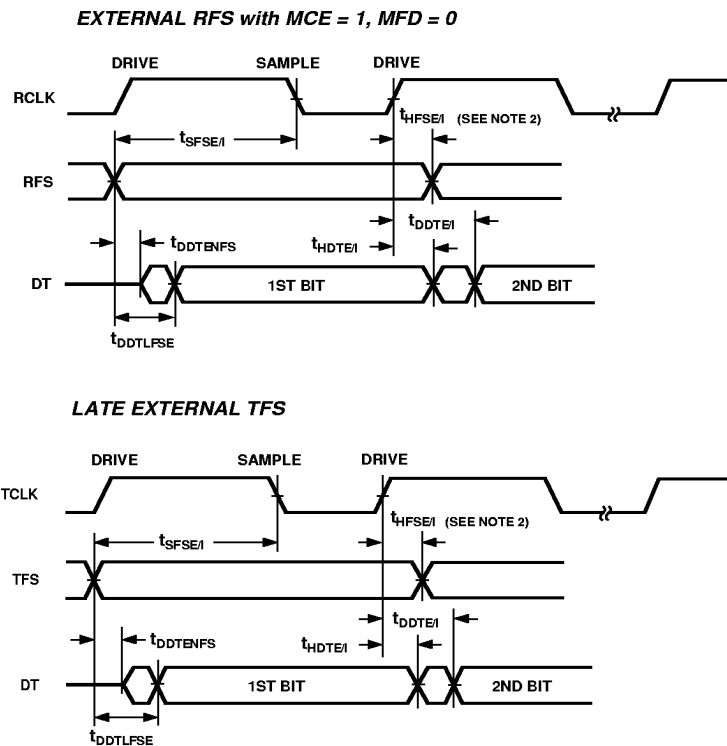 EXTERNAL RFS with MCE = 1, MFD = 0
DRIVE SAMPLE DRIVE
RCLK
tHFSE/I (SEE NOTE 2)
tSFSE/I
RFS
tDDTE/I
tDDTENFS tHDTE/I
DT 1ST BIT 2ND BIT
tDDTLFSE
LATE EXTERNAL TFS
DRIVE SAMPLE DRIVE
TCLK
tHFSE/I (SEE NOTE 2)
tSFSE/I
TFS
tDDTE/I
tDDTENFS tHDTE/I
DT 1ST BIT 2ND BIT
tDDTLFSE